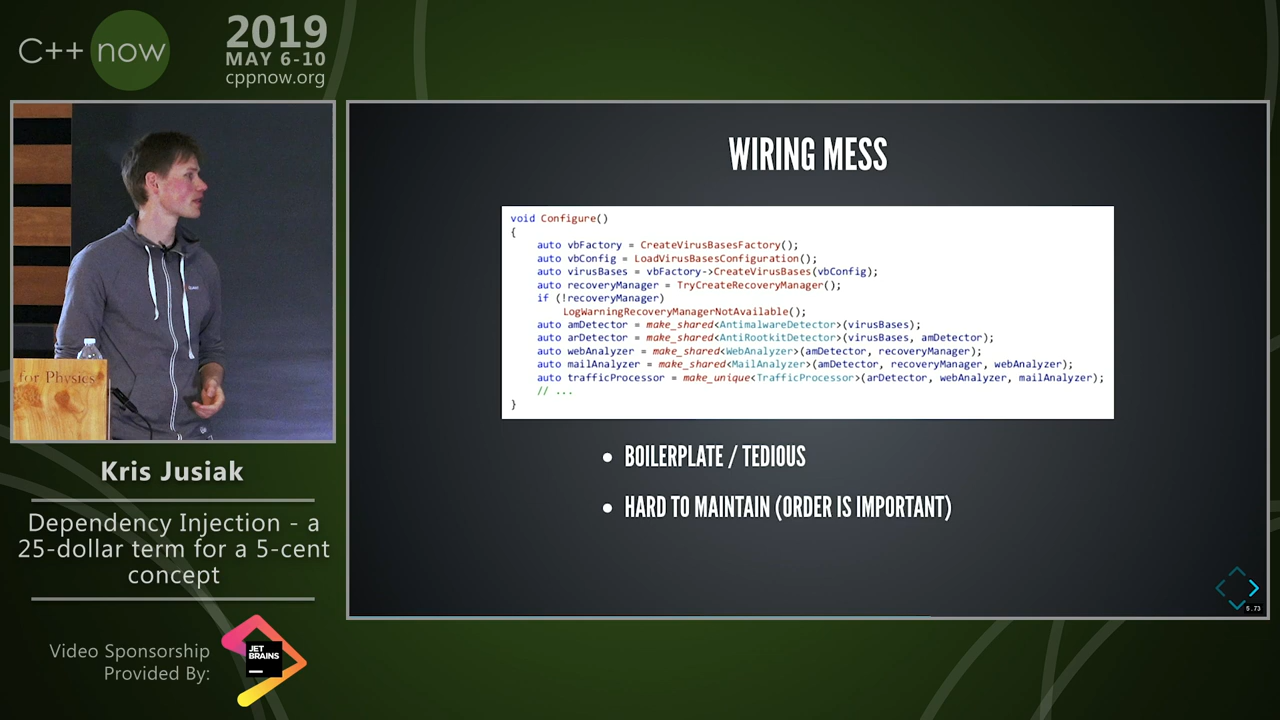 C++ now
2019
MAY 6-10
cppnow.org
for Physics
Kris Jusiak
Dependency Injection - a
25-dollar term for a 5-cent
concept
Video Sponsorship
Provided By:
JET
BRAINS
WIRING MESS
void Configure()
{
auto vbFactory = CreateVirusBasesFactory();
auto vbConfig = LoadVirusBasesConfiguration();
auto virusBases = vbFactory->CreateVirusBases(vbConfig);
auto recoveryManager = TryCreateRecoveryManager();
if (!recoveryManager)
LogWarningRecoveryManagerNotAvailable();
auto amDetector = make_shared<AntimalwareDetector>(virusBases);
auto arDetector = make_shared<AntiRootkitDetector>(virusBases, amDetector);
auto webAnalyzer = make_shared<WebAnalyzer>(amDetector, recoveryManager);
auto mailAnalyzer = make_shared<MailAnalyzer>(amDetector, recoveryManager, webAnalyzer);
auto trafficProcessor = make_unique<TrafficProcessor>(arDetector, webAnalyzer, mailAnalyzer);
// ...
}
• BOILERPLATE / TEDIOUS
• HARD TO MAINTAIN (ORDER IS IMPORTANT)
5.73